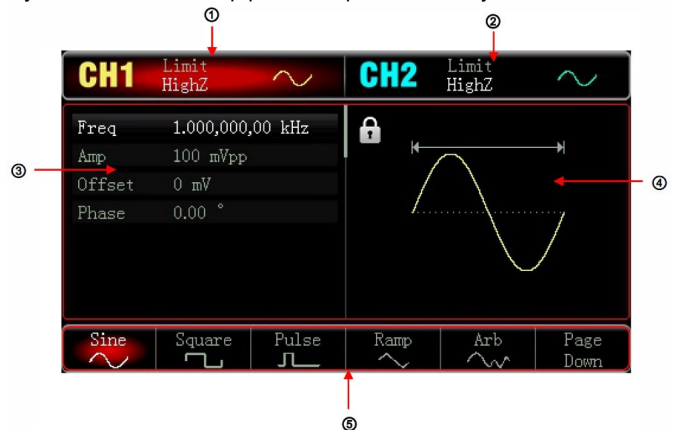 ①
②
CH1 Limit HighZ
CH2 Limit HighZ
Freq 1.000,000,00 kHz
Amp 100 mVpp
Offset 0 mV
Phase 0.00 °
③
④
Sine Square Pulse Ramp Arb Page Down
⑤